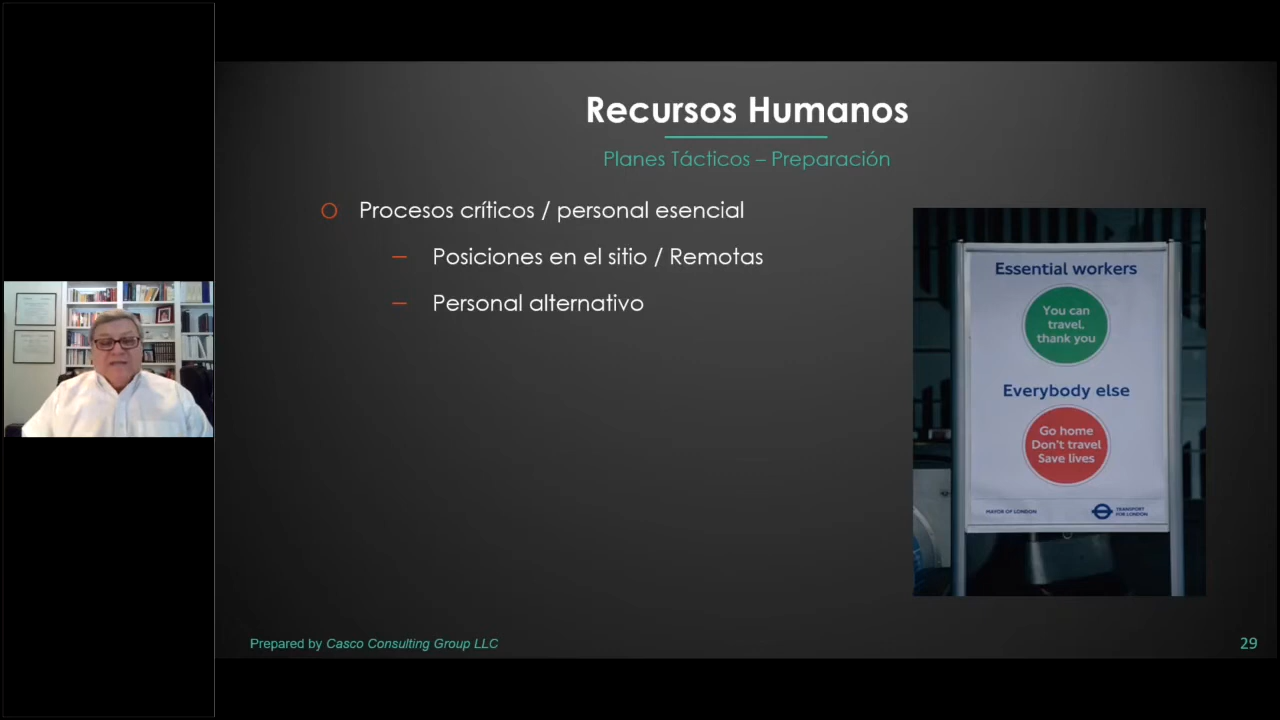 Recursos Humanos
Planes Tácticos – Preparación
Procesos críticos / personal esencial
Posiciones en el sitio / Remotas
Personal alternativo
Essential workers
You can
travel,
thank you
Everybody else
Go home
Don't travel
Save lives
MAYOR OF LONDON
TRANSPORT
FOR LONDON
Prepared by Casco Consulting Group LLC
29